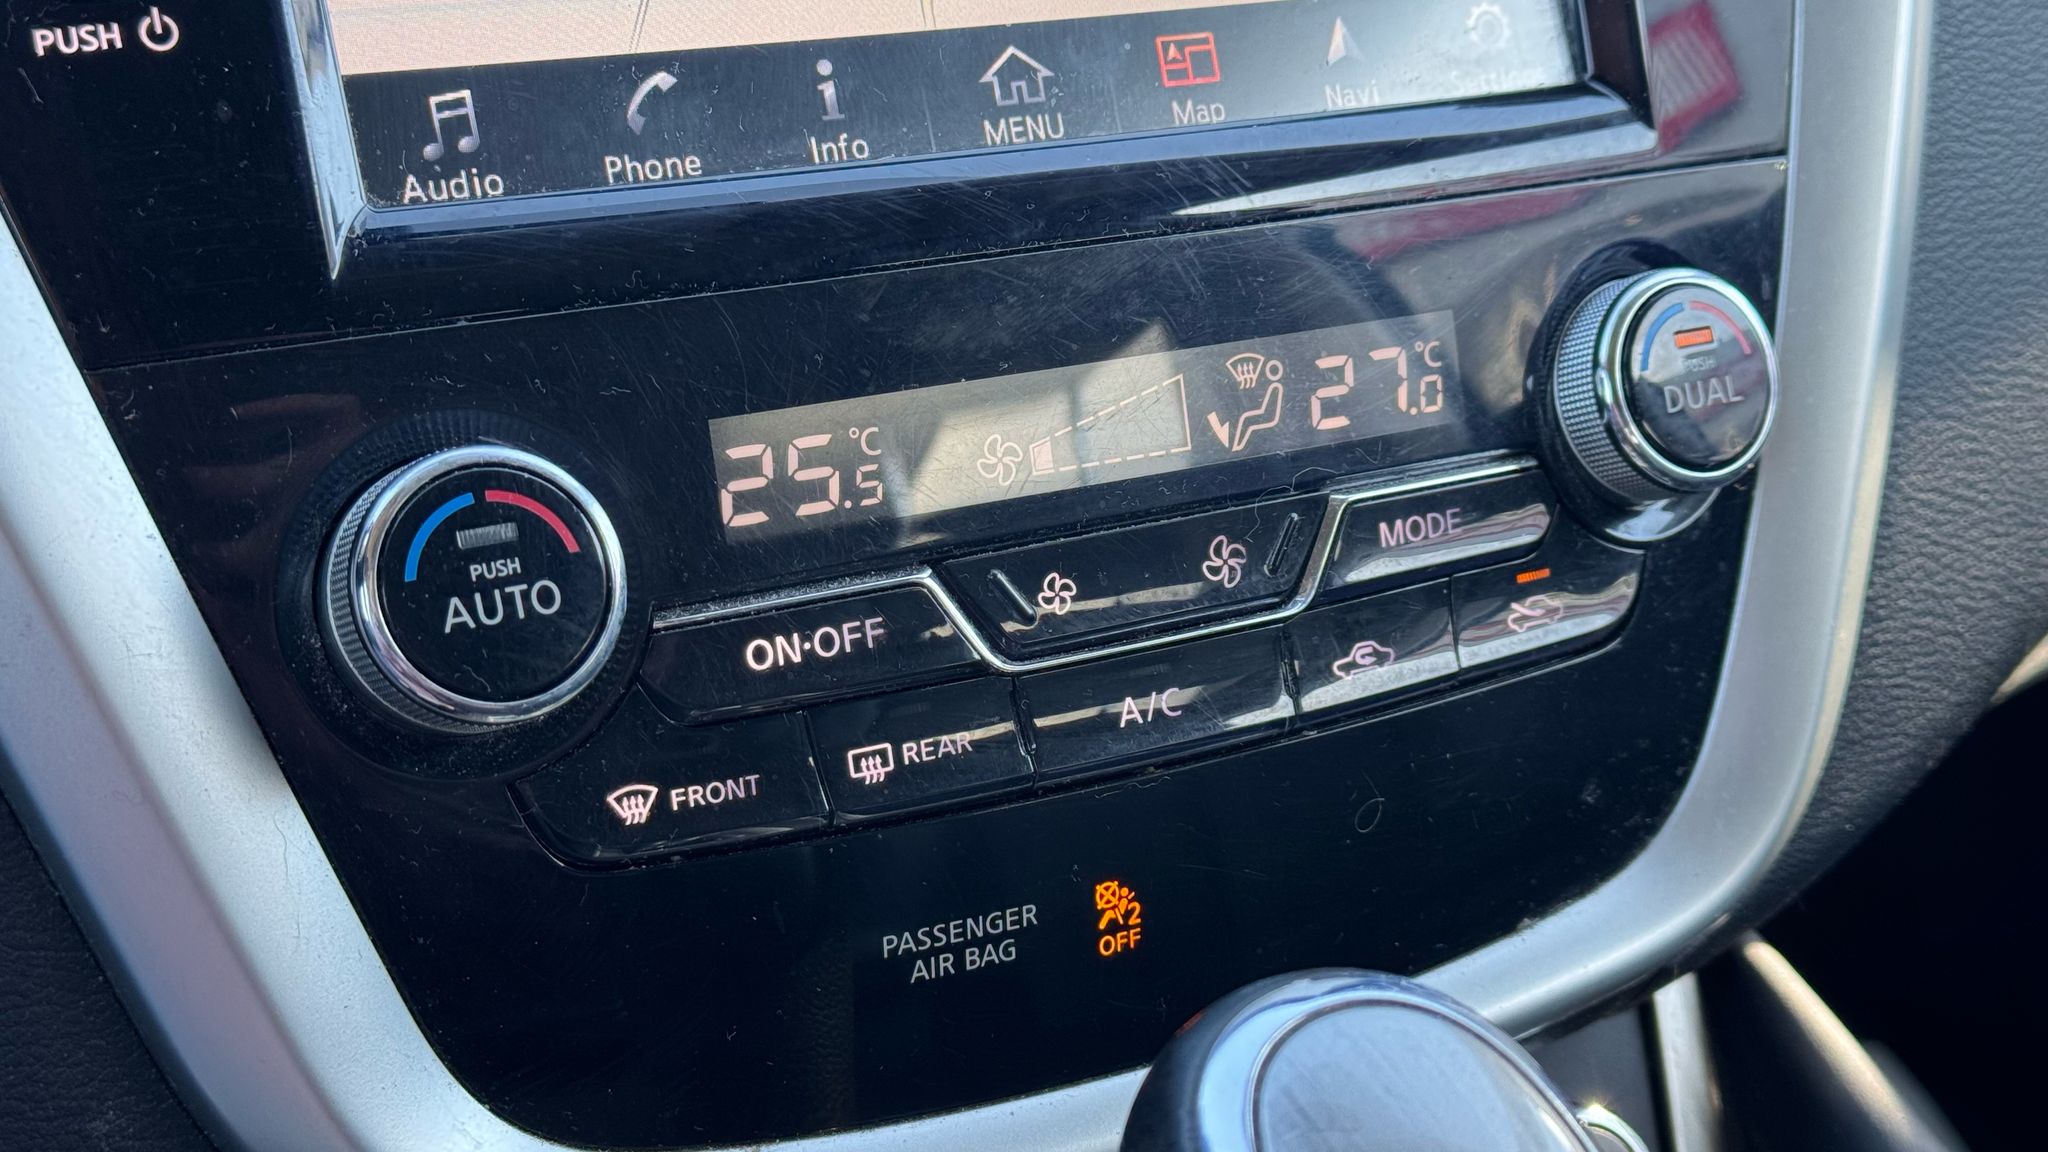 PUSH
Audio
Phone
Info
MENU
Map
Navi
Settings
25.5 °C
27.0 °C
PUSH
AUTO
PUSH
DUAL
ON·OFF
MODE
FRONT
REAR
A/C
PASSENGER
AIR BAG
2
OFF